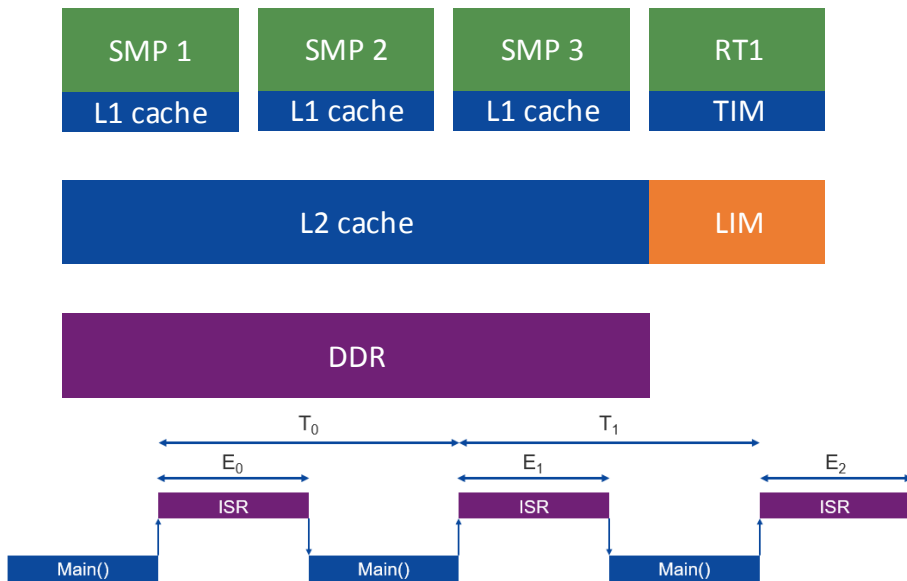 SMP 1 SMP 2 SMP 3 RT1
L1 cache L1 cache L1 cache TIM
L2 cache LIM
DDR
T₀ T₁
E₀ E₁ E₂
ISR ISR ISR
Main() Main() Main()